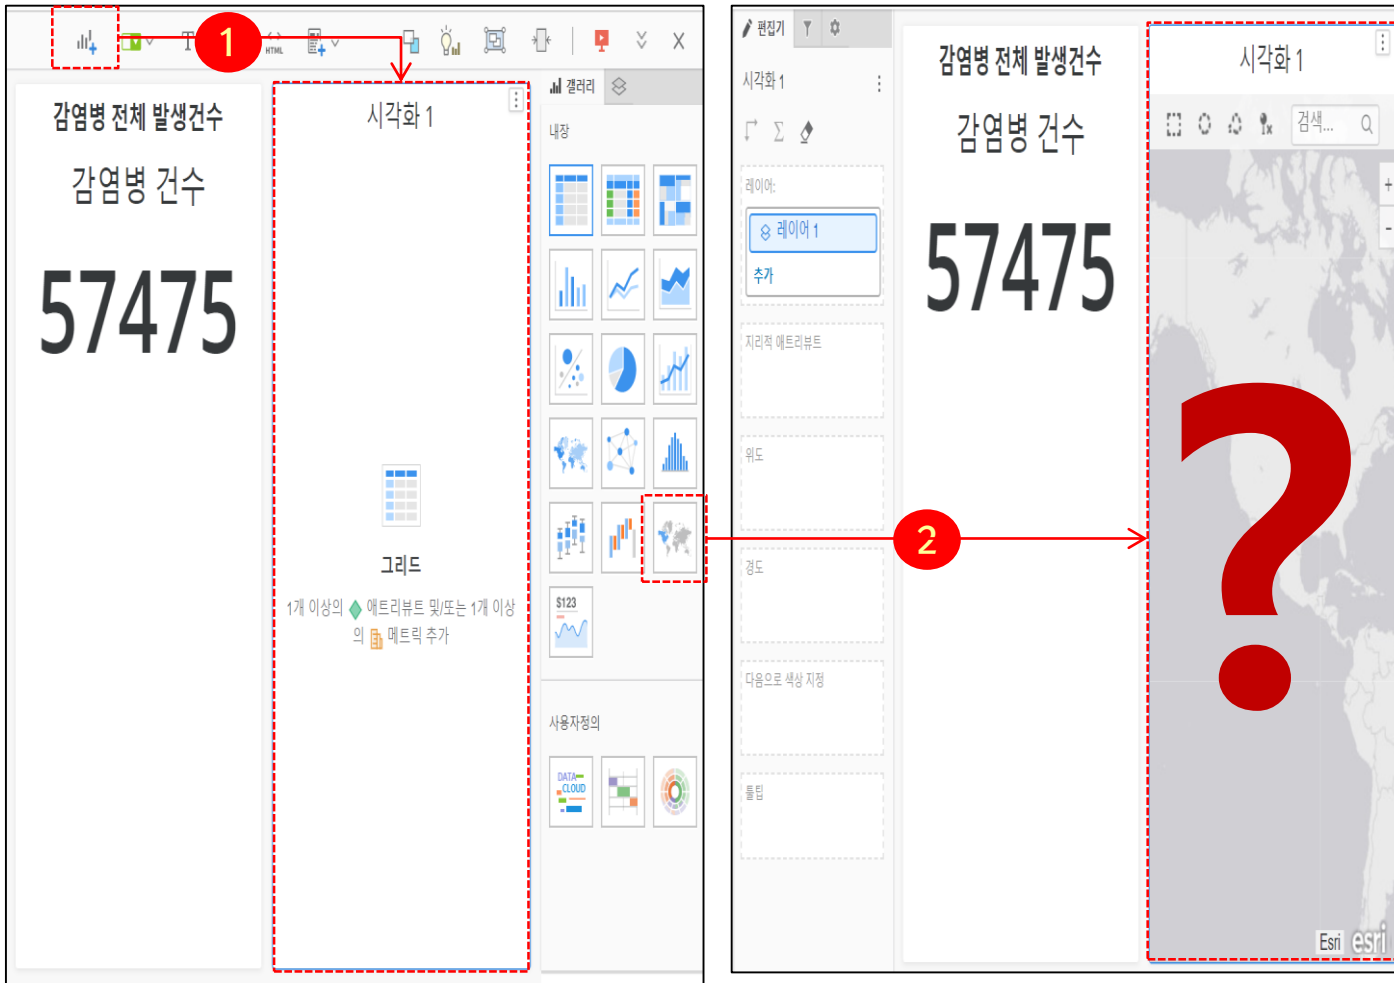 T
1
HTML
갤러리
감염병 전체 발생건수
감염병 건수
57475
시각화 1
그리드
1개 이상의 애트리뷰트 및/또는 1개 이상
의 메트릭 추가
내장
$123
사용자정의
DATA
CLOUD
2
편집기
시각화 1
Σ
레이어:
레이어 1
추가
지리적 애트리뷰트
위도
경도
다음으로 색상 지정
툴팁
감염병 전체 발생건수
감염병 건수
57475
시각화 1
검색...
+
-
?
Esri esri